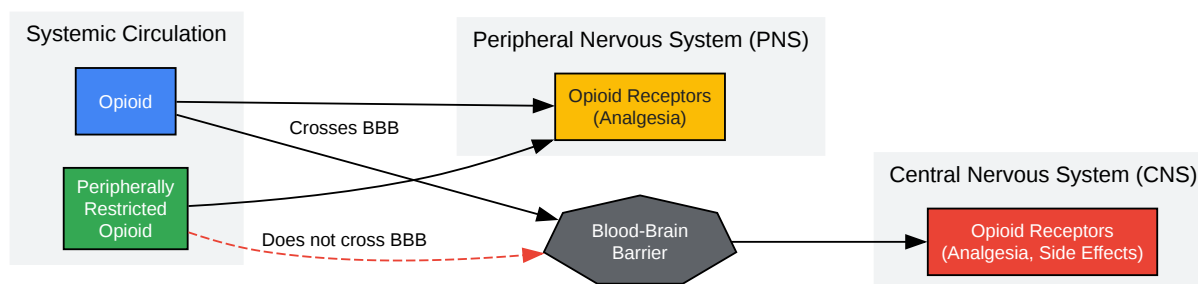 Systemic Circulation
Opioid
Peripherally
Restricted
Opioid
Crosses BBB
Does not cross BBB
Peripheral Nervous System (PNS)
Opioid Receptors
(Analgesia)
Blood-Brain
Barrier
Central Nervous System (CNS)
Opioid Receptors
(Analgesia, Side Effects)